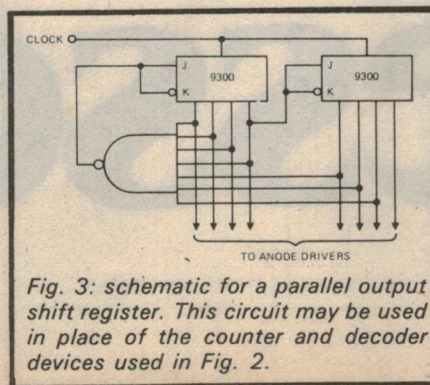 CLOCK
J
9300
K
J
9300
K
TO ANODE DRIVERS
Fig. 3: schematic for a parallel output
shift register. This circuit may be used
in place of the counter and decoder
devices used in Fig. 2.